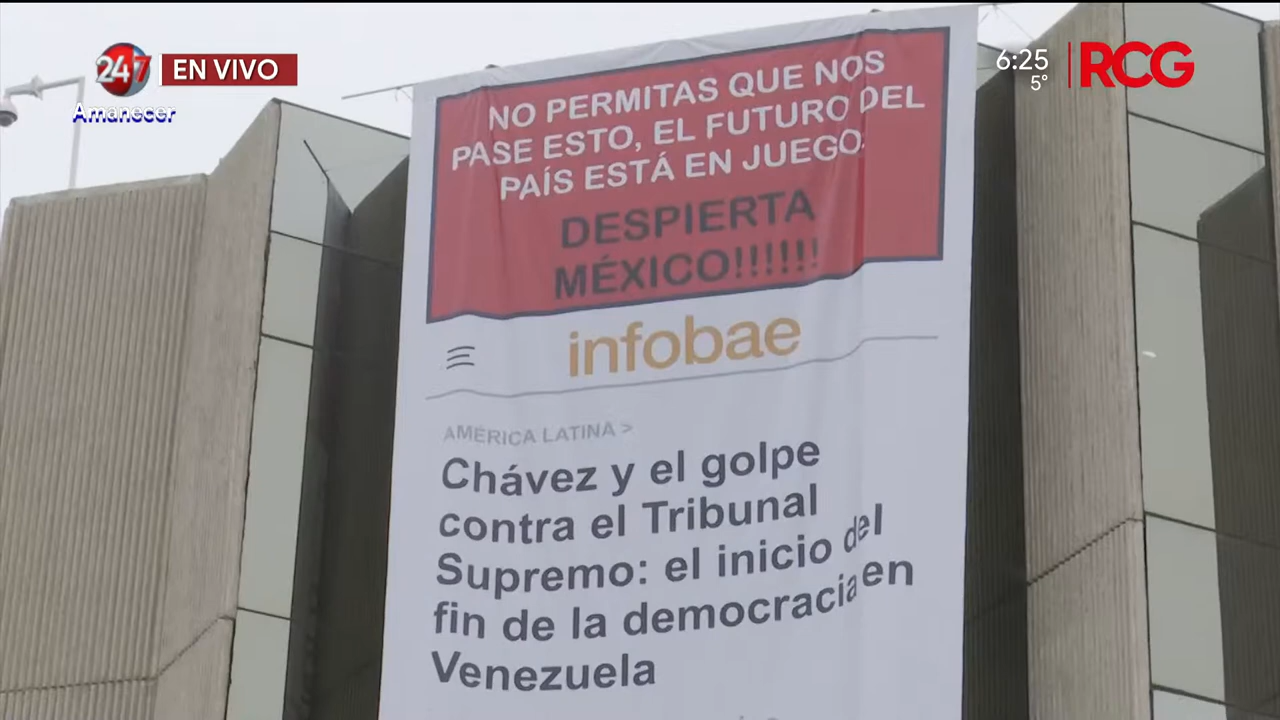 24 7
EN VIVO
Amanecer
6:25
5°
RCG
NO PERMITAS QUE NOS
PASE ESTO, EL FUTURO DEL
PAÍS ESTÁ EN JUEGO
DESPIERTA
MÉXICO!!!!!!
infobae
AMÉRICA LATINA >
Chávez y el golpe
contra el Tribunal
Supremo: el inicio del
fin de la democracia en
Venezuela